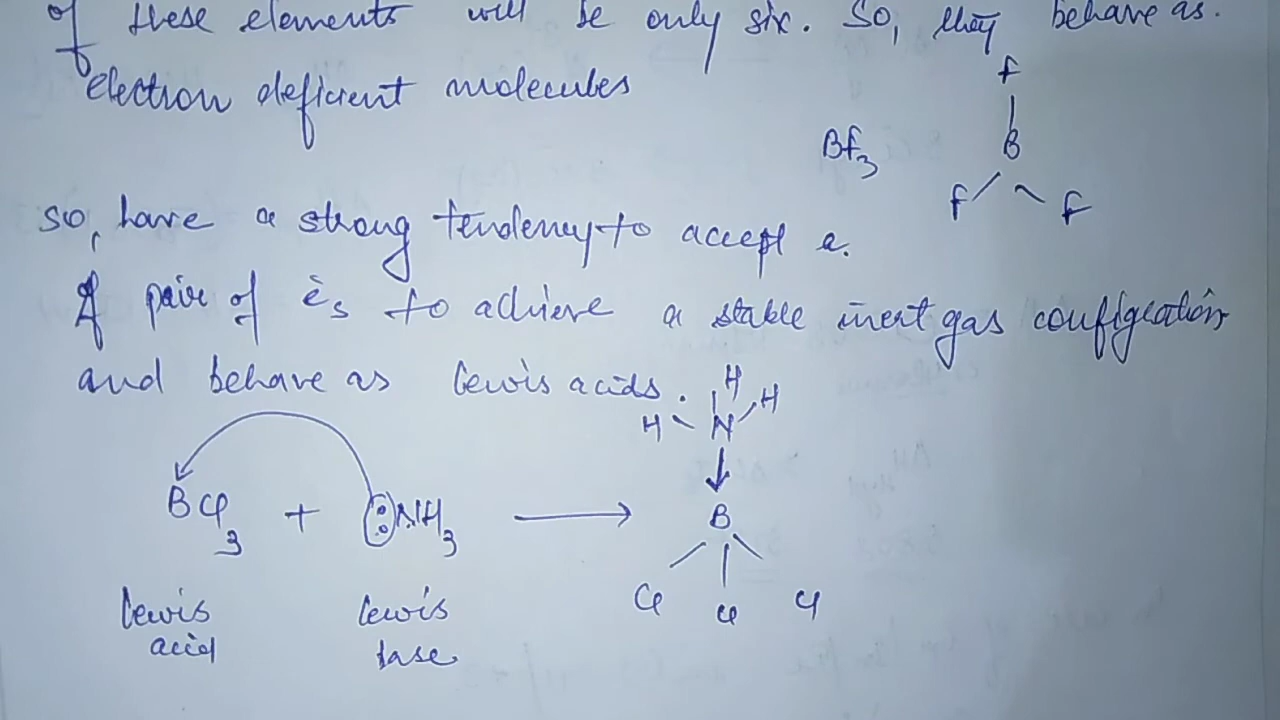 of these elements will be only six. So, they behave as.
electron deficient molecules
F
BF3
B
F F
so, have a strong tendency to accept a.
pair of ės to achieve a stable inert gas configration
and behave as lewis acids.
H
H N H
BCl3 + :NH3 → B
Cl Cl Cl
lewis acid
lewis base